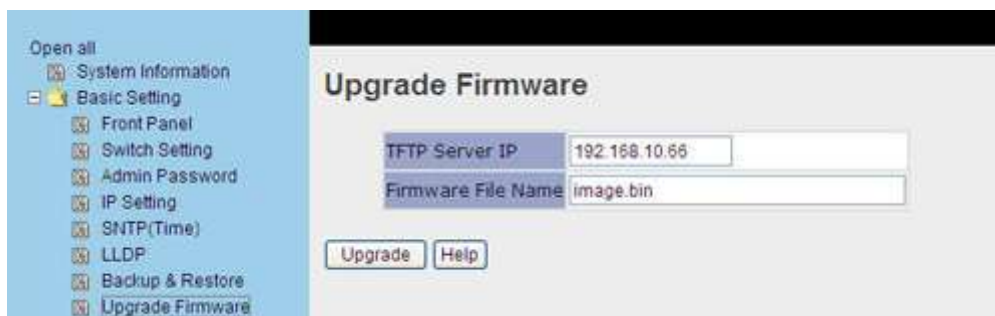 Open all
System Information
Basic Setting
Front Panel
Switch Setting
Admin Password
IP Setting
SNTP(Time)
LLDP
Backup & Restore
Upgrade Firmware
Upgrade Firmware
TFTP Server IP 192.168.10.66
Firmware File Name image.bin
Upgrade Help